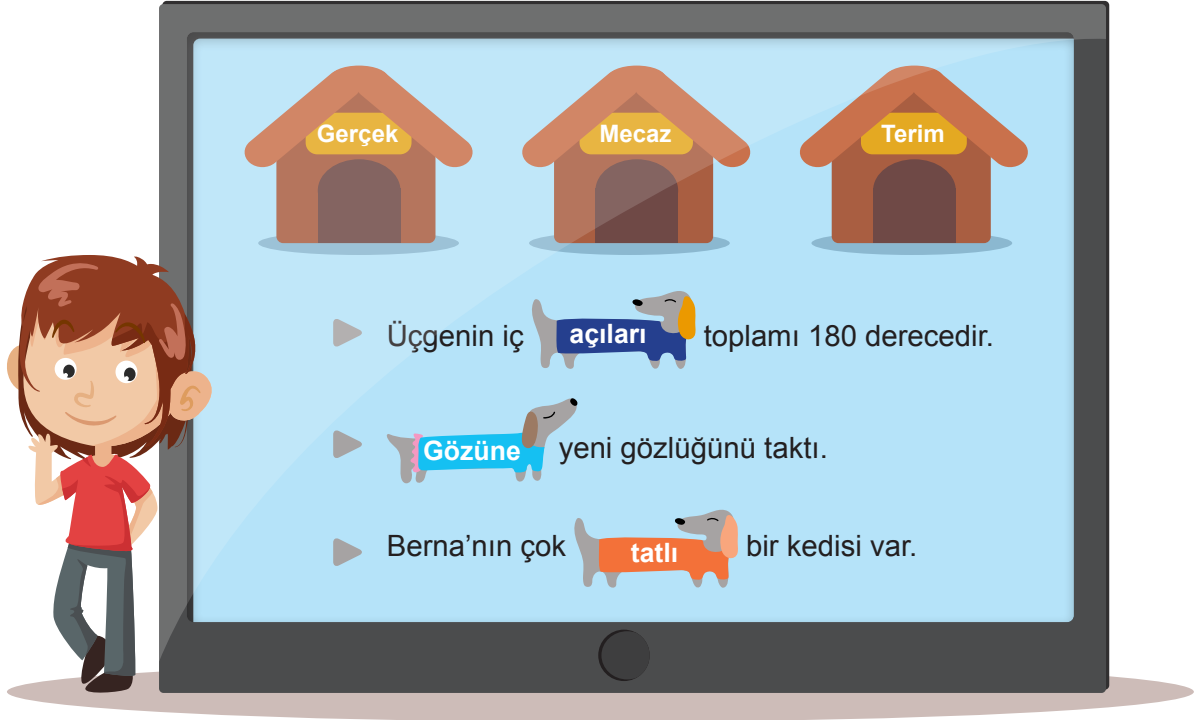 Gerçek Mecaz Terim
Üçgenin iç açıları toplamı 180 derecedir.
Gözüne yeni gözlüğünü taktı.
Berna’nın çok tatlı bir kedisi var.